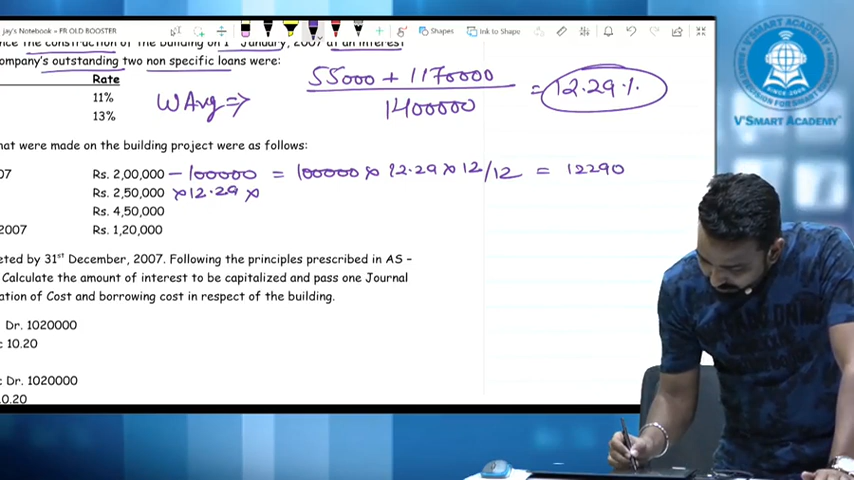 jay's Notebook - FR OLD BOOSTER
Shapes
Ink to Shape
nce the construction of the building on 1st January, 2007 at an interest
ompany's outstanding two non specific loans were:
Rate
11%
13%
WAvg ⇒ 55000 + 1170000 / 1400000 = 12.29%
hat were made on the building project were as follows:
07 Rs. 2,00,000 - 100000 = 100000 × 12.29 × 12/12 = 12290
Rs. 2,50,000 × 12.29 ×
Rs. 4,50,000
2007 Rs. 1,20,000
eted by 31st December, 2007. Following the principles prescribed in AS –
Calculate the amount of interest to be capitalized and pass one Journal
ation of Cost and borrowing cost in respect of the building.
Dr. 1020000
: 10.20
: Dr. 1020000
0.20
V'SMART ACADEMY
SINCE-2008
V'SMART ACADEMY